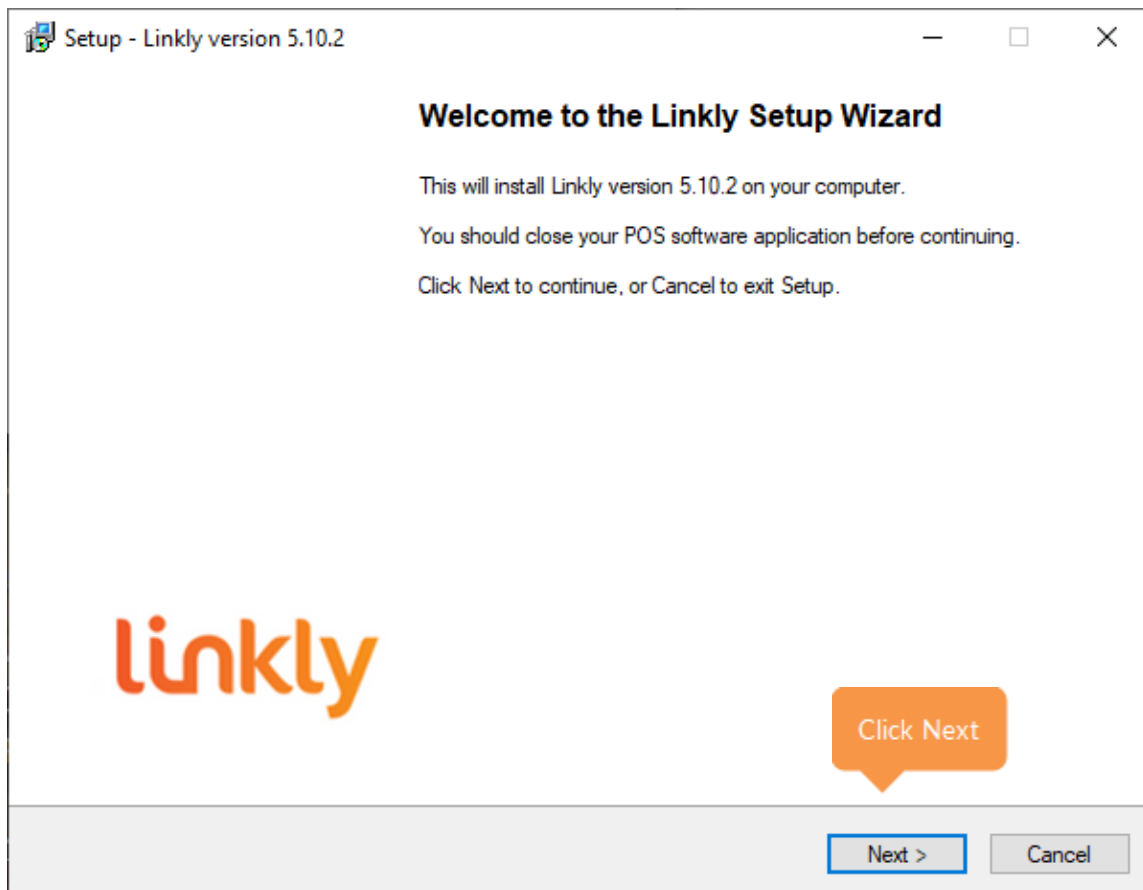 Setup - Linkly version 5.10.2
Welcome to the Linkly Setup Wizard
This will install Linkly version 5.10.2 on your computer.
You should close your POS software application before continuing.
Click Next to continue, or Cancel to exit Setup.
linkly
Click Next
Next >
Cancel